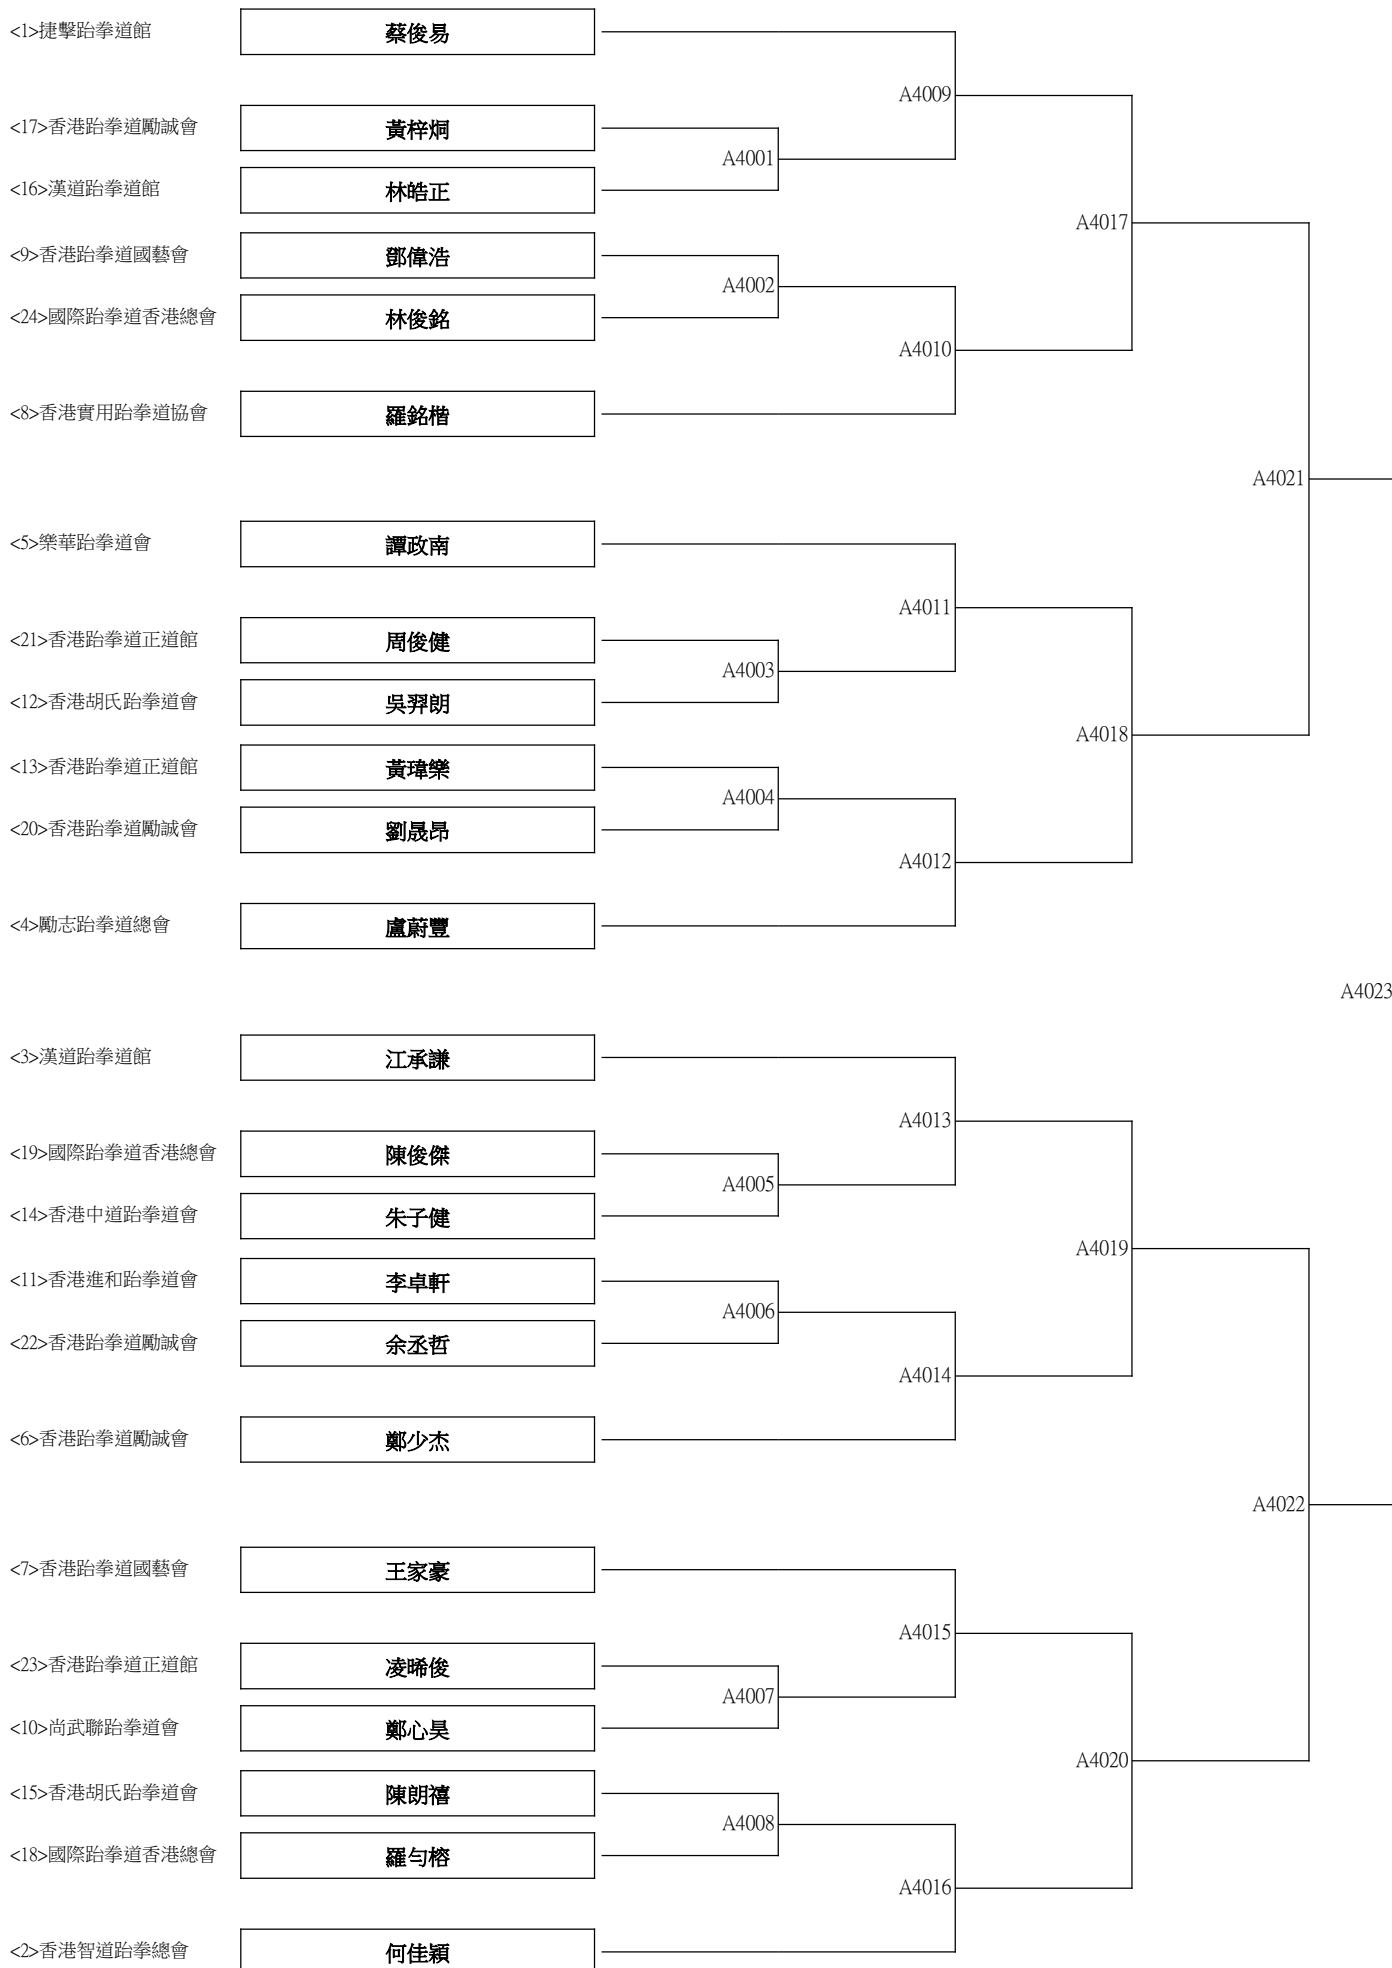 <1>捷擊跆拳道館 蔡俊易
A4009
<17>香港跆拳道勵誠會 黃梓炯
A4001
<16>漢道跆拳道館 林皓正
A4017
<9>香港跆拳道國藝會 鄧偉浩
A4002
<24>國際跆拳道香港總會 林俊銘
A4010
<8>香港實用跆拳道協會 羅銘楷
A4021
<5>樂華跆拳道會 譚政南
A4011
<21>香港跆拳道正道館 周俊健
A4003
<12>香港胡氏跆拳道會 吳羿朗
A4018
<13>香港跆拳道正道館 黃瑋樂
A4004
<20>香港跆拳道勵誠會 劉晟昂
A4012
<4>勵志跆拳道總會 盧蔚豐
A4023
<3>漢道跆拳道館 江承謙
A4013
<19>國際跆拳道香港總會 陳俊傑
A4005
<14>香港中道跆拳道會 朱子健
A4019
<11>香港進和跆拳道會 李卓軒
A4006
<22>香港跆拳道勵誠會 余丞哲
A4014
<6>香港跆拳道勵誠會 鄭少杰
A4022
<7>香港跆拳道國藝會 王家豪
A4015
<23>香港跆拳道正道館 凌晞俊
A4007
<10>尚武聯跆拳道會 鄭心昊
A4020
<15>香港胡氏跆拳道會 陳朗禧
A4008
<18>國際跆拳道香港總會 羅勻榕
A4016
<2>香港智道跆拳總會 何佳穎